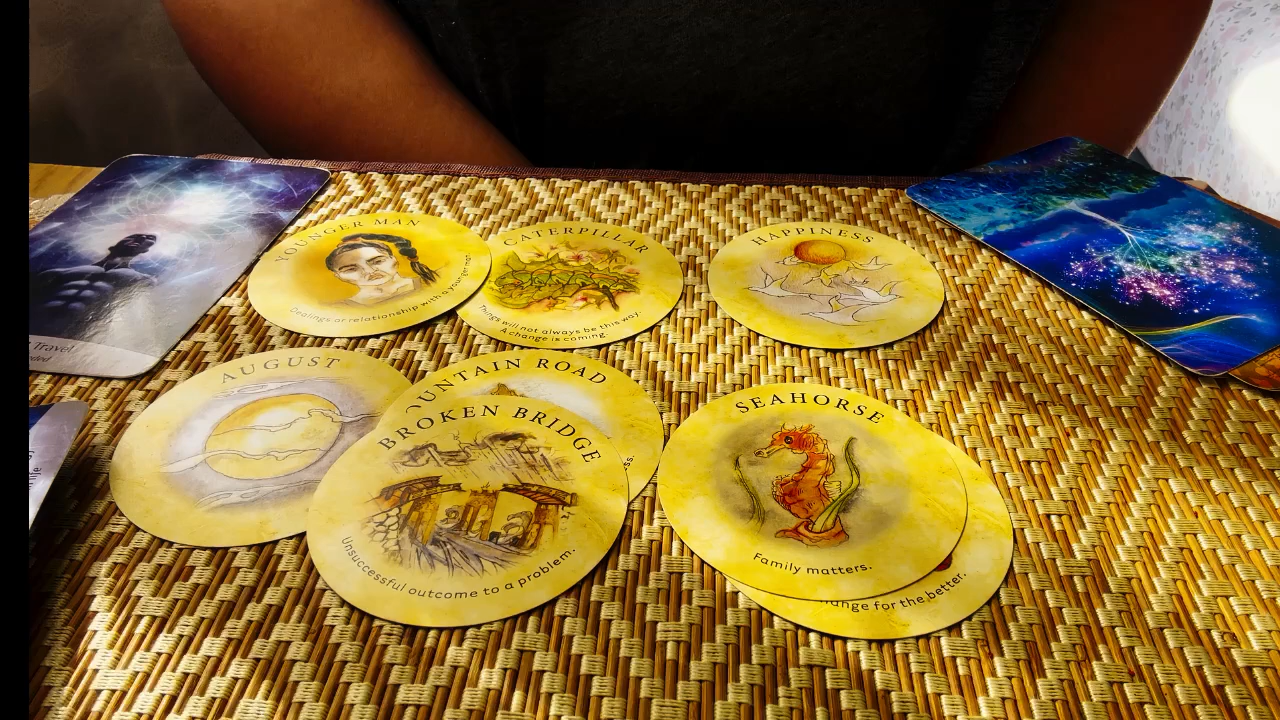 YOUNGER MAN
Dealings or relationship with a younger man.
CATERPILLAR
Things will not always be this way.
A change is coming.
HAPPINESS
Travel
AUGUST
UNTAIN ROAD
BROKEN BRIDGE
Unsuccessful outcome to a problem.
SEAHORSE
Family matters.
ange for the better.